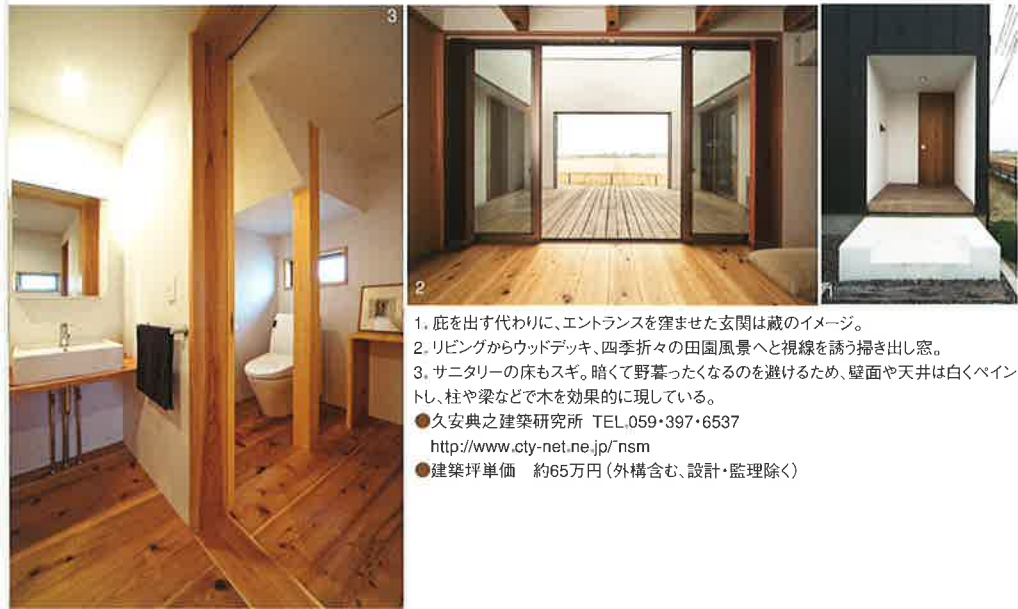 3
2
1
1. 庇を出す代わりに、エントランスを窪ませた玄関は蔵のイメージ。
2. リビングからウッドデッキ、四季折々の田園風景へと視線を誘う掃き出し窓。
3. サニタリーの床もスギ。暗くて野暮ったくなるのを避けるため、壁面や天井は白くペイン
トし、柱や梁などで木を効果的に現している。
●久安典之建築研究所 TEL.059・397・6537
http://www.cty-net.ne.jp/~nsm
●建築坪単価 約65万円（外構含む、設計・監理除く）